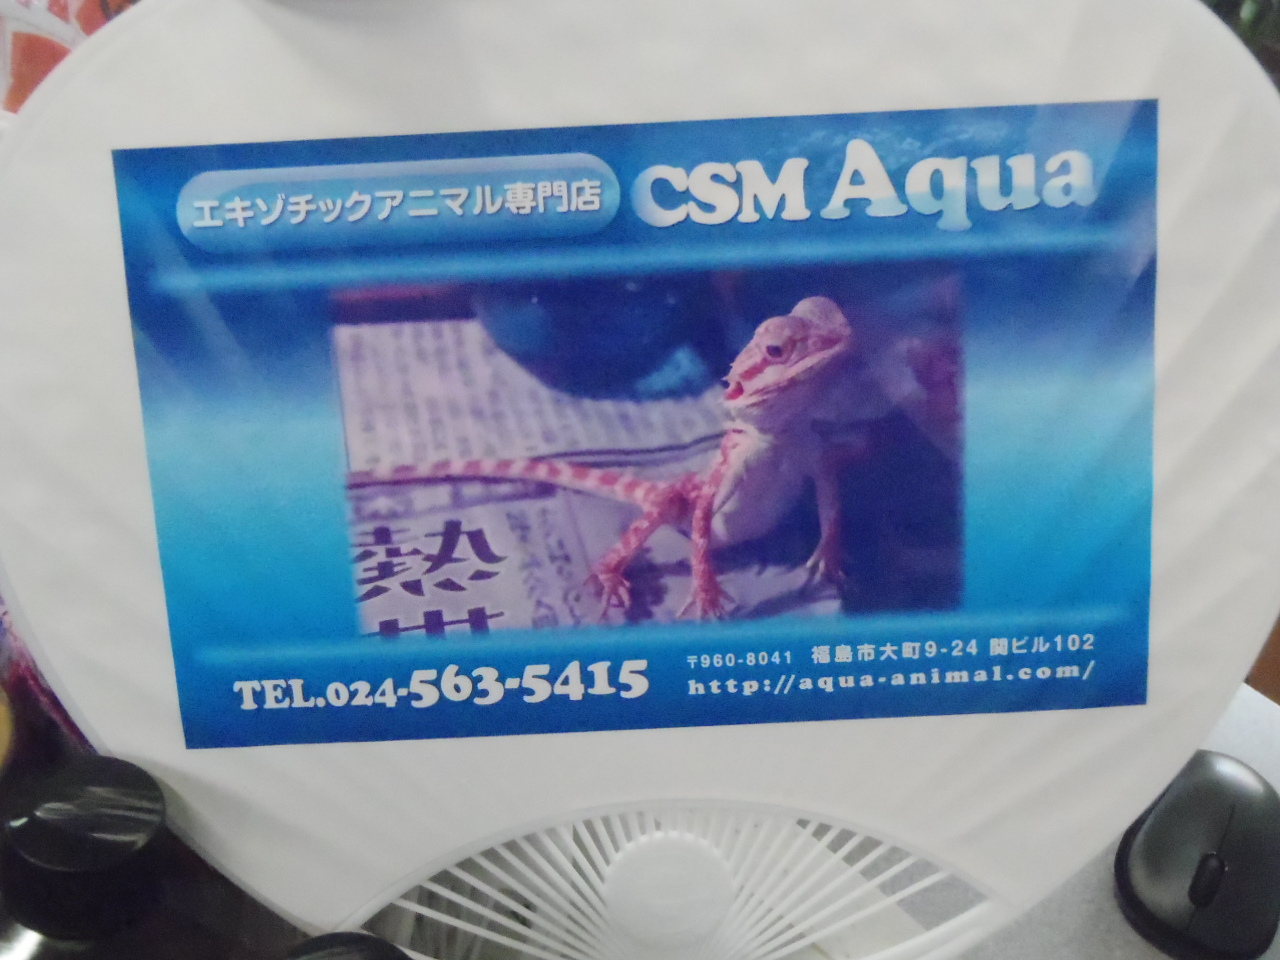 エキゾチックアニマル専門店
CSM Aqua
熱
TEL.024-563-5415
〒960-8041 福島市大町9-24 関ビル102
http://aqua-animal.com/